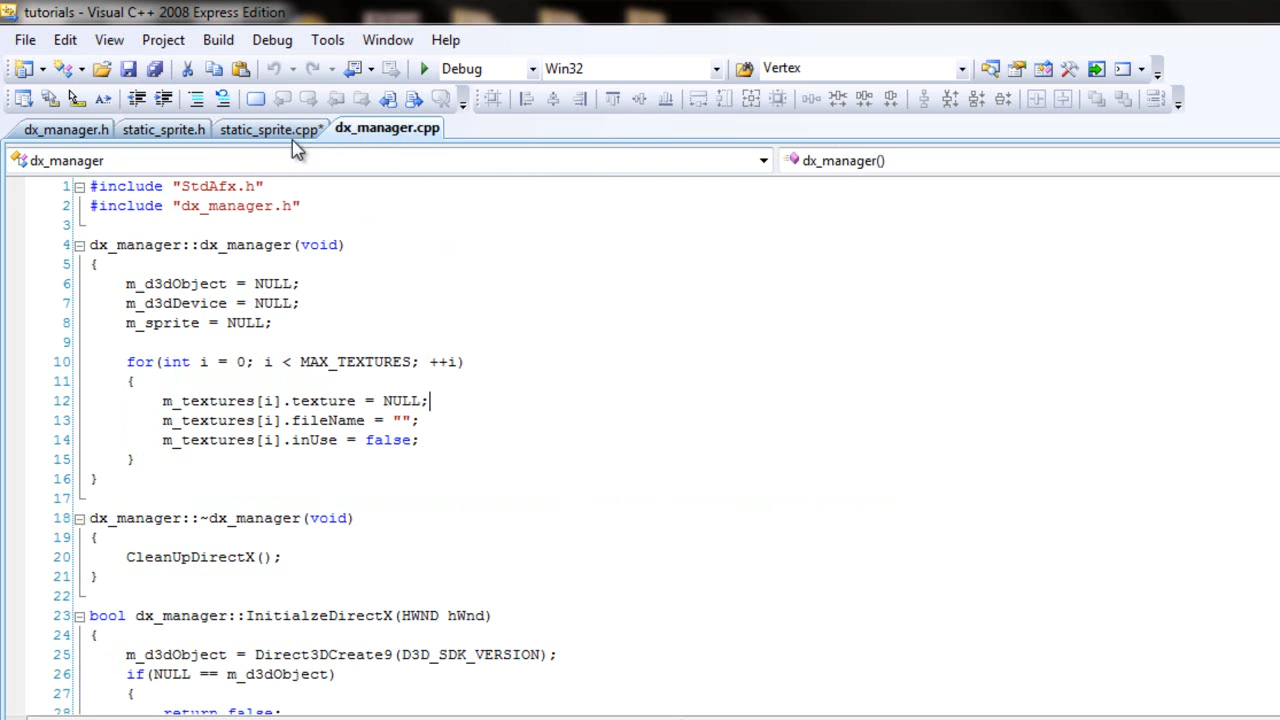 tutorials - Visual C++ 2008 Express Edition
File Edit View Project Build Debug Tools Window Help
Debug Win32 Vertex
dx_manager.h static_sprite.h static_sprite.cpp* dx_manager.cpp
dx_manager dx_manager()
1 #include "StdAfx.h"
2 #include "dx_manager.h"
3
4 dx_manager::dx_manager(void)
5 {
6 m_d3dObject = NULL;
7 m_d3dDevice = NULL;
8 m_sprite = NULL;
9
10 for(int i = 0; i < MAX_TEXTURES; ++i)
11 {
12 m_textures[i].texture = NULL;
13 m_textures[i].fileName = "";
14 m_textures[i].inUse = false;
15 }
16 }
17
18 dx_manager::~dx_manager(void)
19 {
20 CleanUpDirectX();
21 }
22
23 bool dx_manager::InitialzeDirectX(HWND hWnd)
24 {
25 m_d3dObject = Direct3DCreate9(D3D_SDK_VERSION);
26 if(NULL == m_d3dObject)
27 {
28 return false;